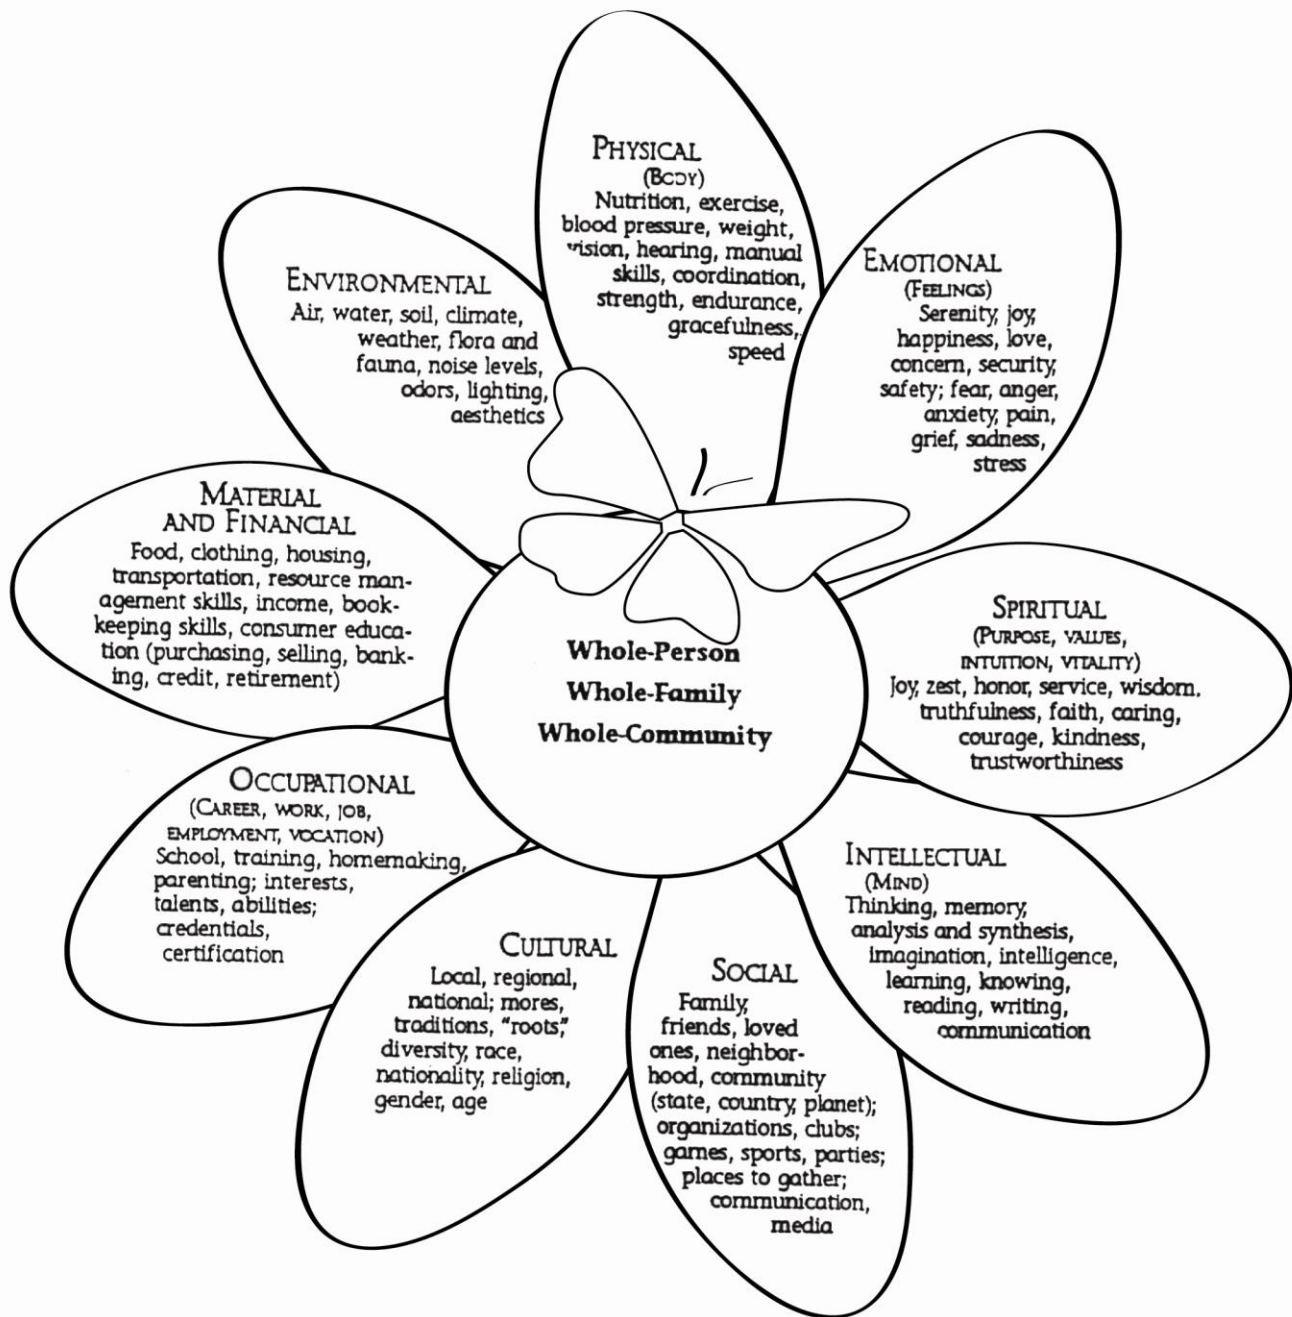 PHYSICAL
(BODY)
Nutrition, exercise,
blood pressure, weight,
vision, hearing, manual
skills, coordination,
strength, endurance,
gracefulness,
speed
EMOTIONAL
(FEELINGS)
Serenity, joy,
happiness, love,
concern, security,
safety; fear, anger,
anxiety, pain,
grief, sadness,
stress
SPIRITUAL
(PURPOSE, VALUES,
INTUITION, VITALITY)
Joy, zest, honor, service, wisdom.
truthfulness, faith, caring,
courage, kindness,
trustworthiness
INTELLECTUAL
(MIND)
Thinking, memory,
analysis and synthesis,
imagination, intelligence,
learning, knowing,
reading, writing,
communication
SOCIAL
Family,
friends, loved
ones, neighbor-
hood, community
(state, country, planet);
organizations, clubs;
games, sports, parties;
places to gather;
communication,
media
CULTURAL
Local, regional,
national; mores,
traditions, "roots,"
diversity, race,
nationality, religion,
gender, age
OCCUPATIONAL
(CAREER, WORK, JOB,
EMPLOYMENT, VOCATION)
School, training, homemaking,
parenting; interests,
talents, abilities;
credentials,
certification
MATERIAL
AND FINANCIAL
Food, clothing, housing,
transportation, resource man-
agement skills, income, book-
keeping skills, consumer educa-
tion (purchasing, selling, bank-
ing, credit, retirement)
ENVIRONMENTAL
Air, water, soil, climate,
weather, flora and
fauna, noise levels,
odors, lighting,
aesthetics
Whole-Person
Whole-Family
Whole-Community